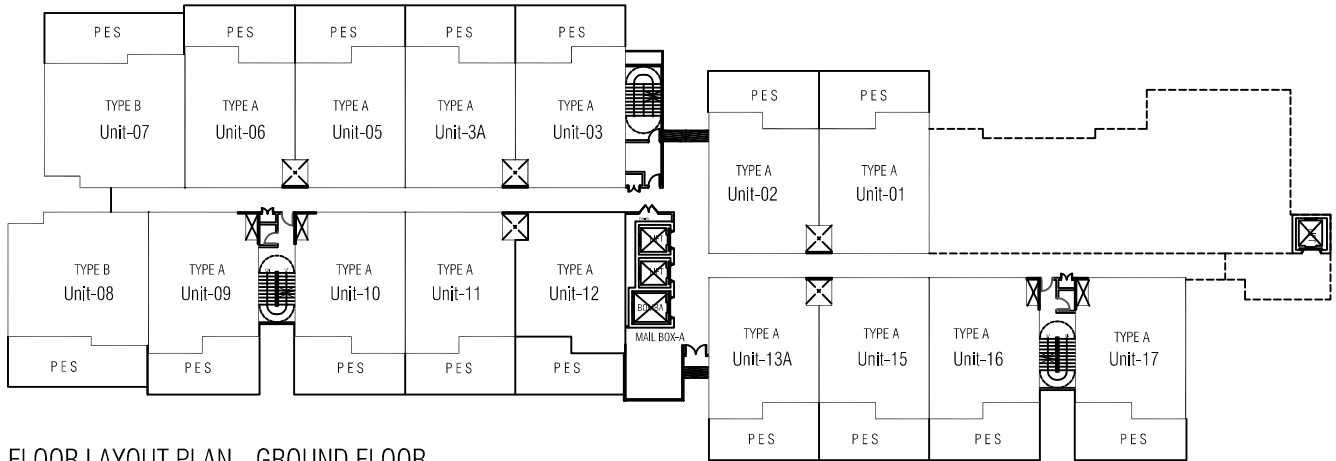 PES
PES
PES
PES
PES
TYPE B
Unit-07
TYPE A
Unit-06
TYPE A
Unit-05
TYPE A
Unit-3A
TYPE A
Unit-03
PES
PES
TYPE A
Unit-02
TYPE A
Unit-01
TYPE B
Unit-08
TYPE A
Unit-09
TYPE A
Unit-10
TYPE A
Unit-11
TYPE A
Unit-12
LIFT
LIFT
BOMBA
MAIL BOX-A
PES
PES
PES
PES
PES
TYPE A
Unit-13A
TYPE A
Unit-15
TYPE A
Unit-16
TYPE A
Unit-17
PES
PES
PES
PES
FLOOR LAYOUT PLAN - GROUND FLOOR